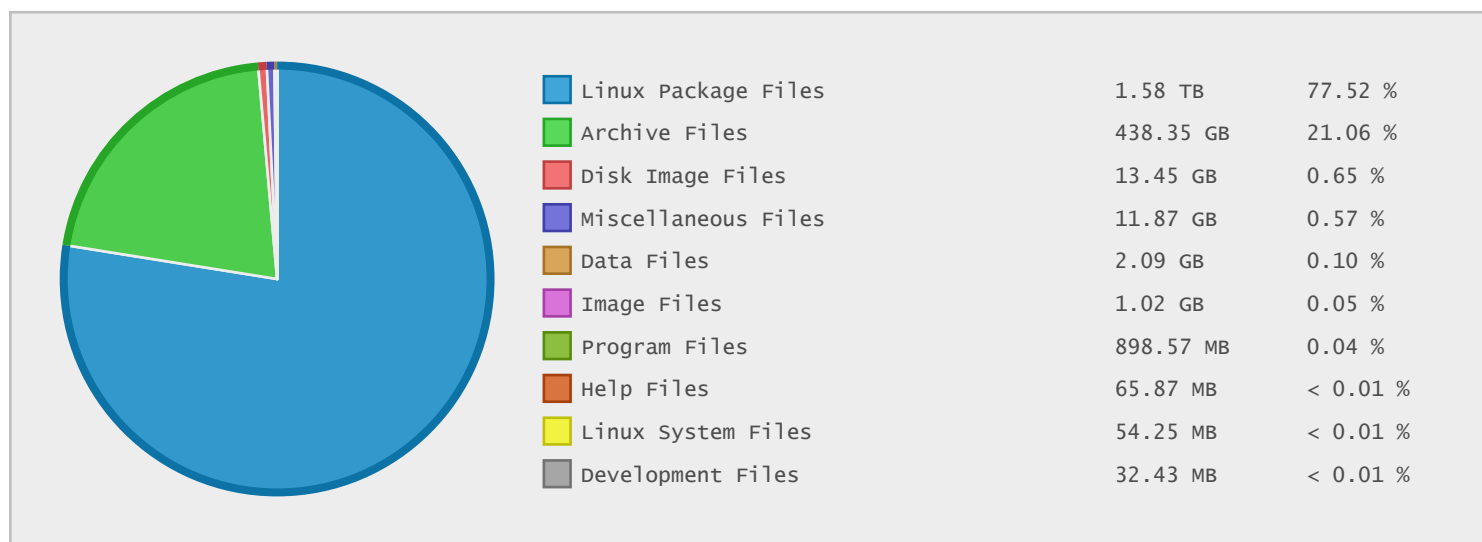 Linux Package Files 1.58 TB 77.52 %
Archive Files 438.35 GB 21.06 %
Disk Image Files 13.45 GB 0.65 %
Miscellaneous Files 11.87 GB 0.57 %
Data Files 2.09 GB 0.10 %
Image Files 1.02 GB 0.05 %
Program Files 898.57 MB 0.04 %
Help Files 65.87 MB < 0.01 %
Linux System Files 54.25 MB < 0.01 %
Development Files 32.43 MB < 0.01 %